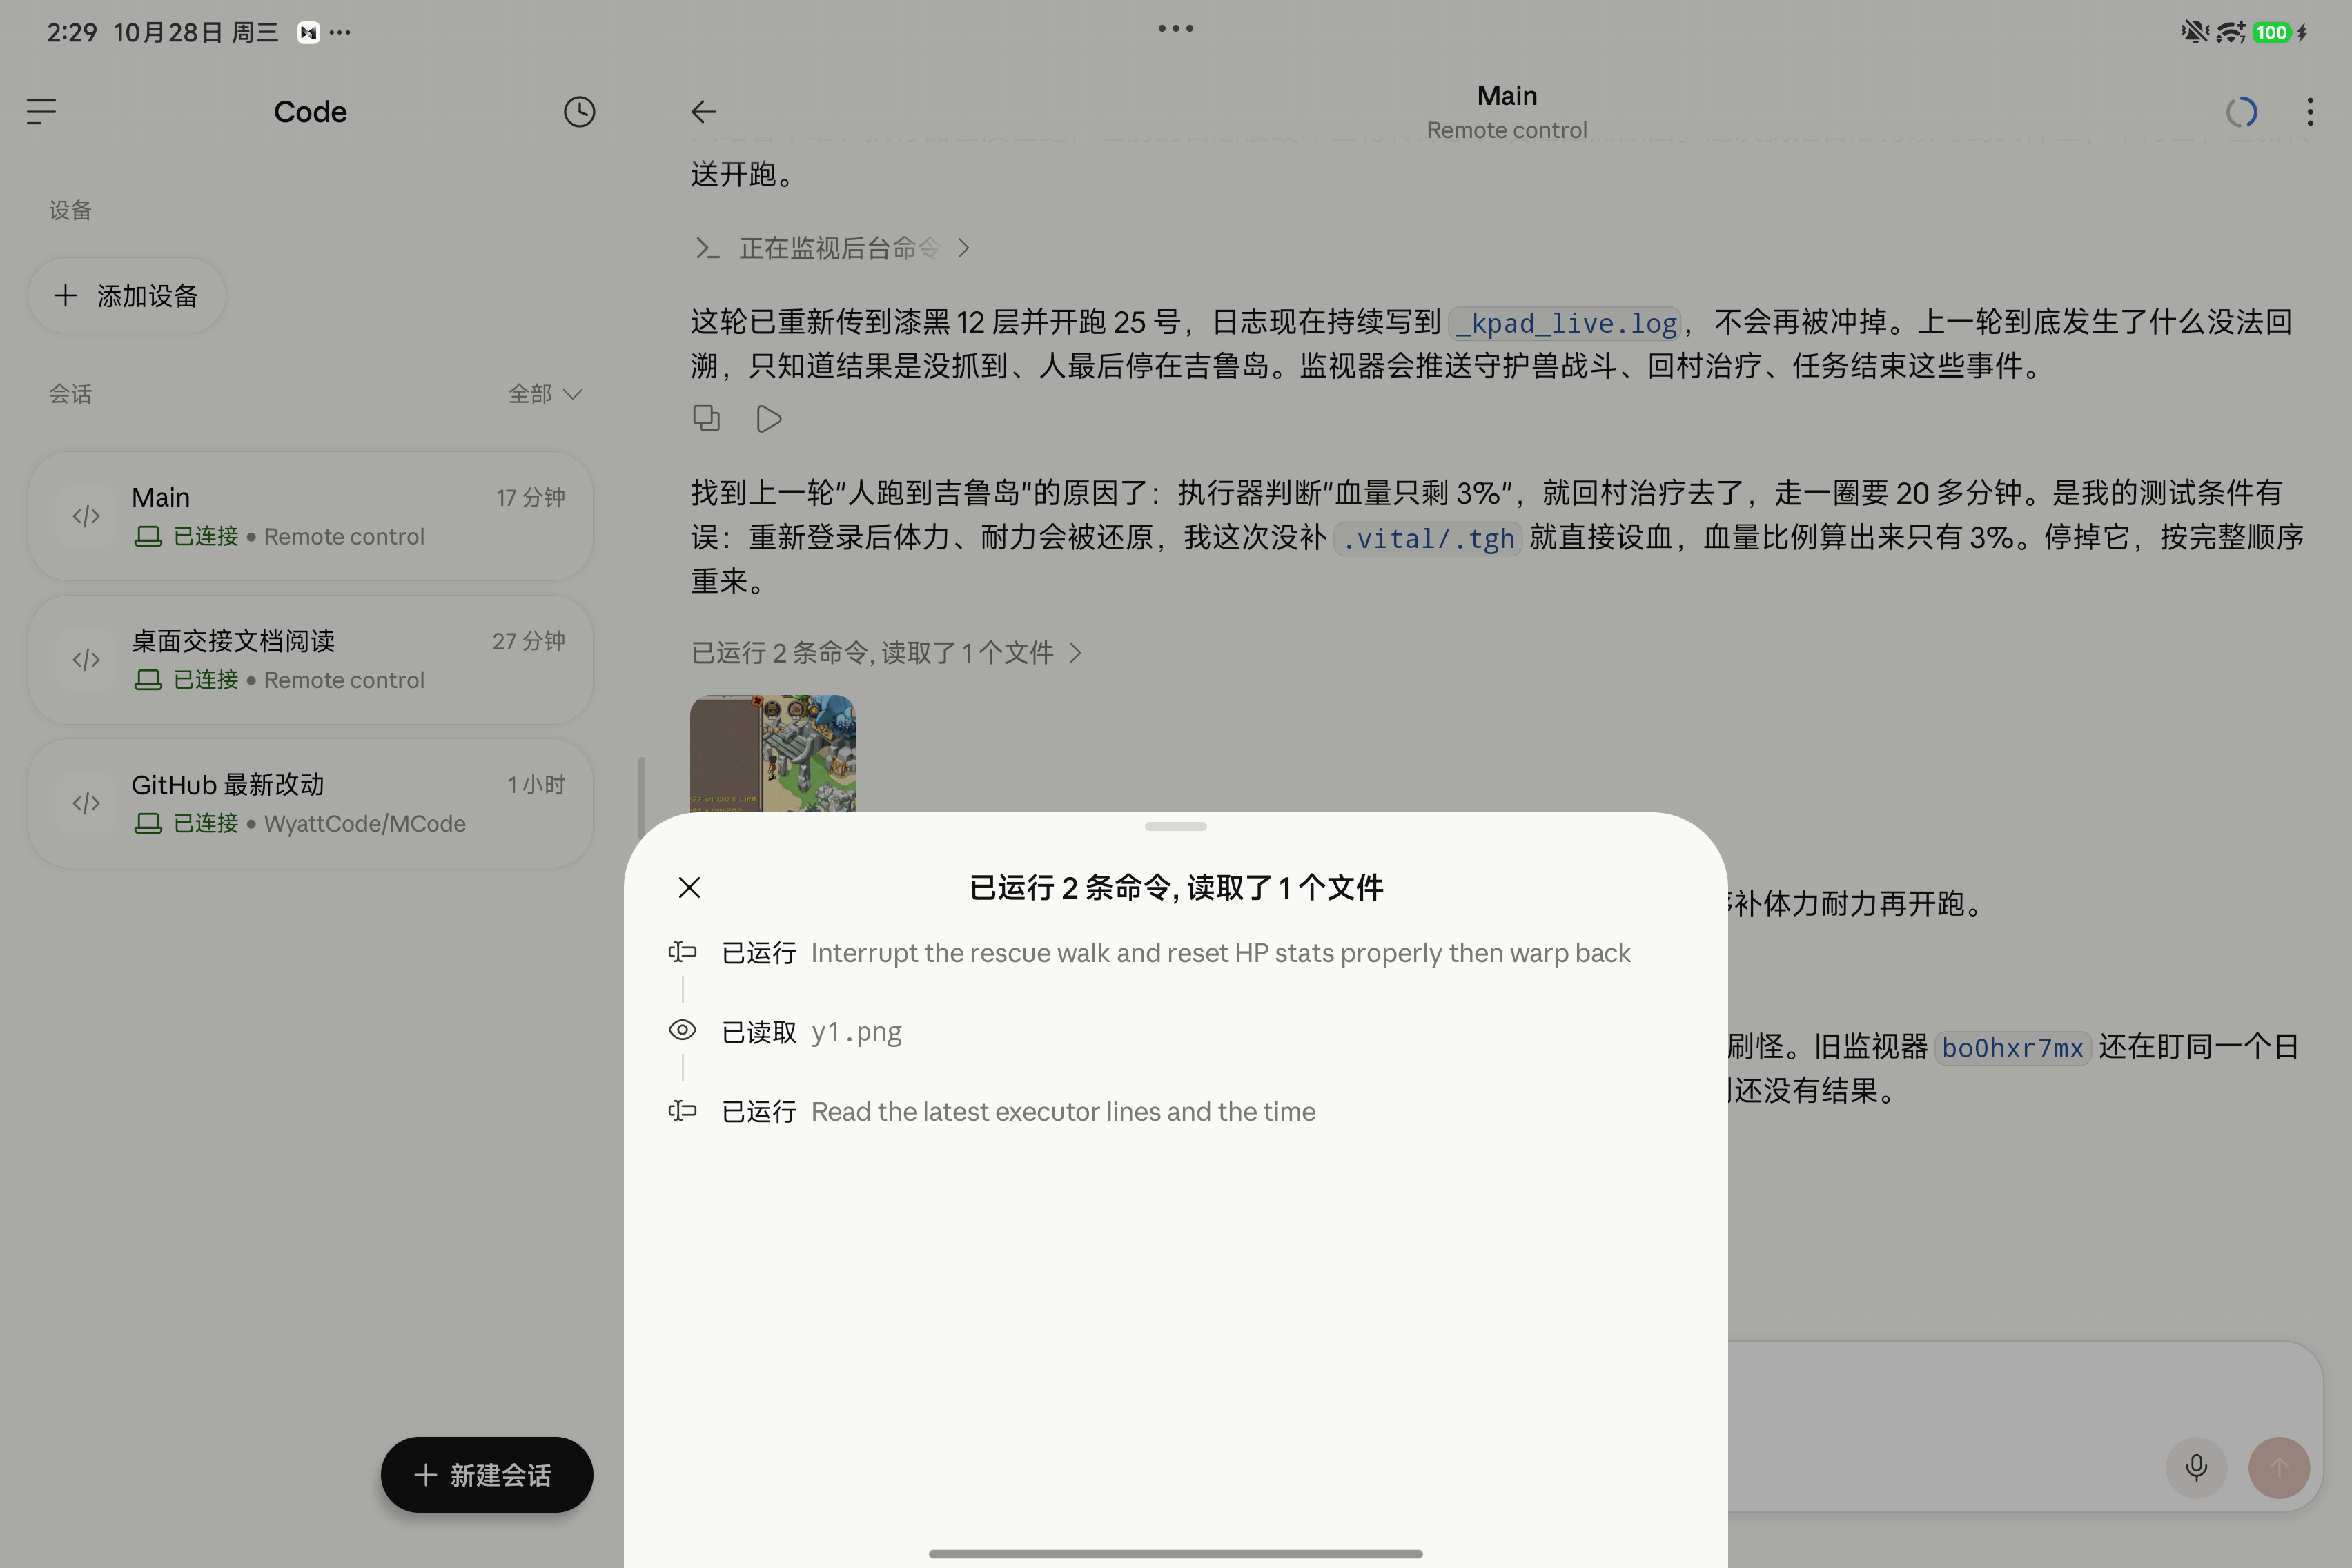 2:29 10月28日 周三
100
Code
Main
Remote control
设备
添加设备
会话
全部
Main
17 分钟
已连接 • Remote control
桌面交接文档阅读
27 分钟
已连接 • Remote control
GitHub 最新改动
1 小时
已连接 • WyattCode/MCode
新建会话
送开跑。
正在监视后台命令
这轮已重新传到漆黑 12 层并开跑 25 号，日志现在持续写到 _kpad_live.log，不会再被冲掉。上一轮到底发生了什么没法回
溯，只知道结果是没抓到、人最后停在吉鲁岛。监视器会推送守护兽战斗、回村治疗、任务结束这些事件。
找到上一轮"人跑到吉鲁岛"的原因了：执行器判断"血量只剩 3%"，就回村治疗去了，走一圈要 20 多分钟。是我的测试条件有
误：重新登录后体力、耐力会被还原，我这次没补 .vital/.tgh 就直接设血，血量比例算出来只有 3%。停掉它，按完整顺序
重来。
已运行 2 条命令, 读取了 1 个文件
补体力耐力再开跑。
刷怪。旧监视器 bo0hxr7mx 还在盯同一个日
还没有结果。
已运行 2 条命令, 读取了 1 个文件
已运行 Interrupt the rescue walk and reset HP stats properly then warp back
已读取 y1.png
已运行 Read the latest executor lines and the time